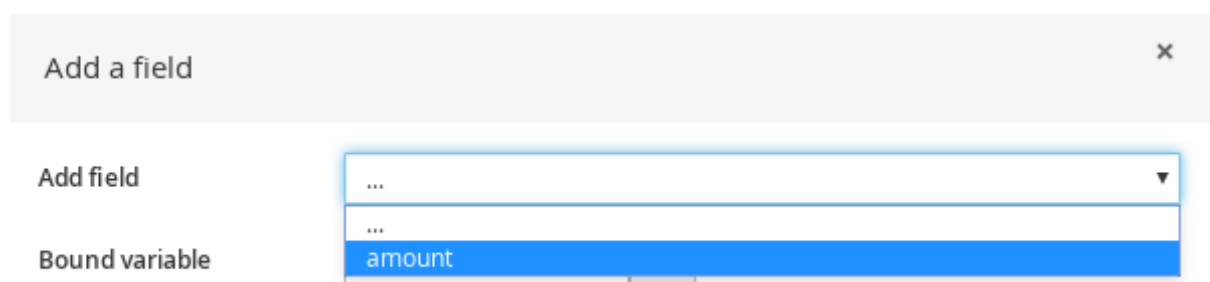 Add a field
×
Add field
...
...
Bound variable
amount